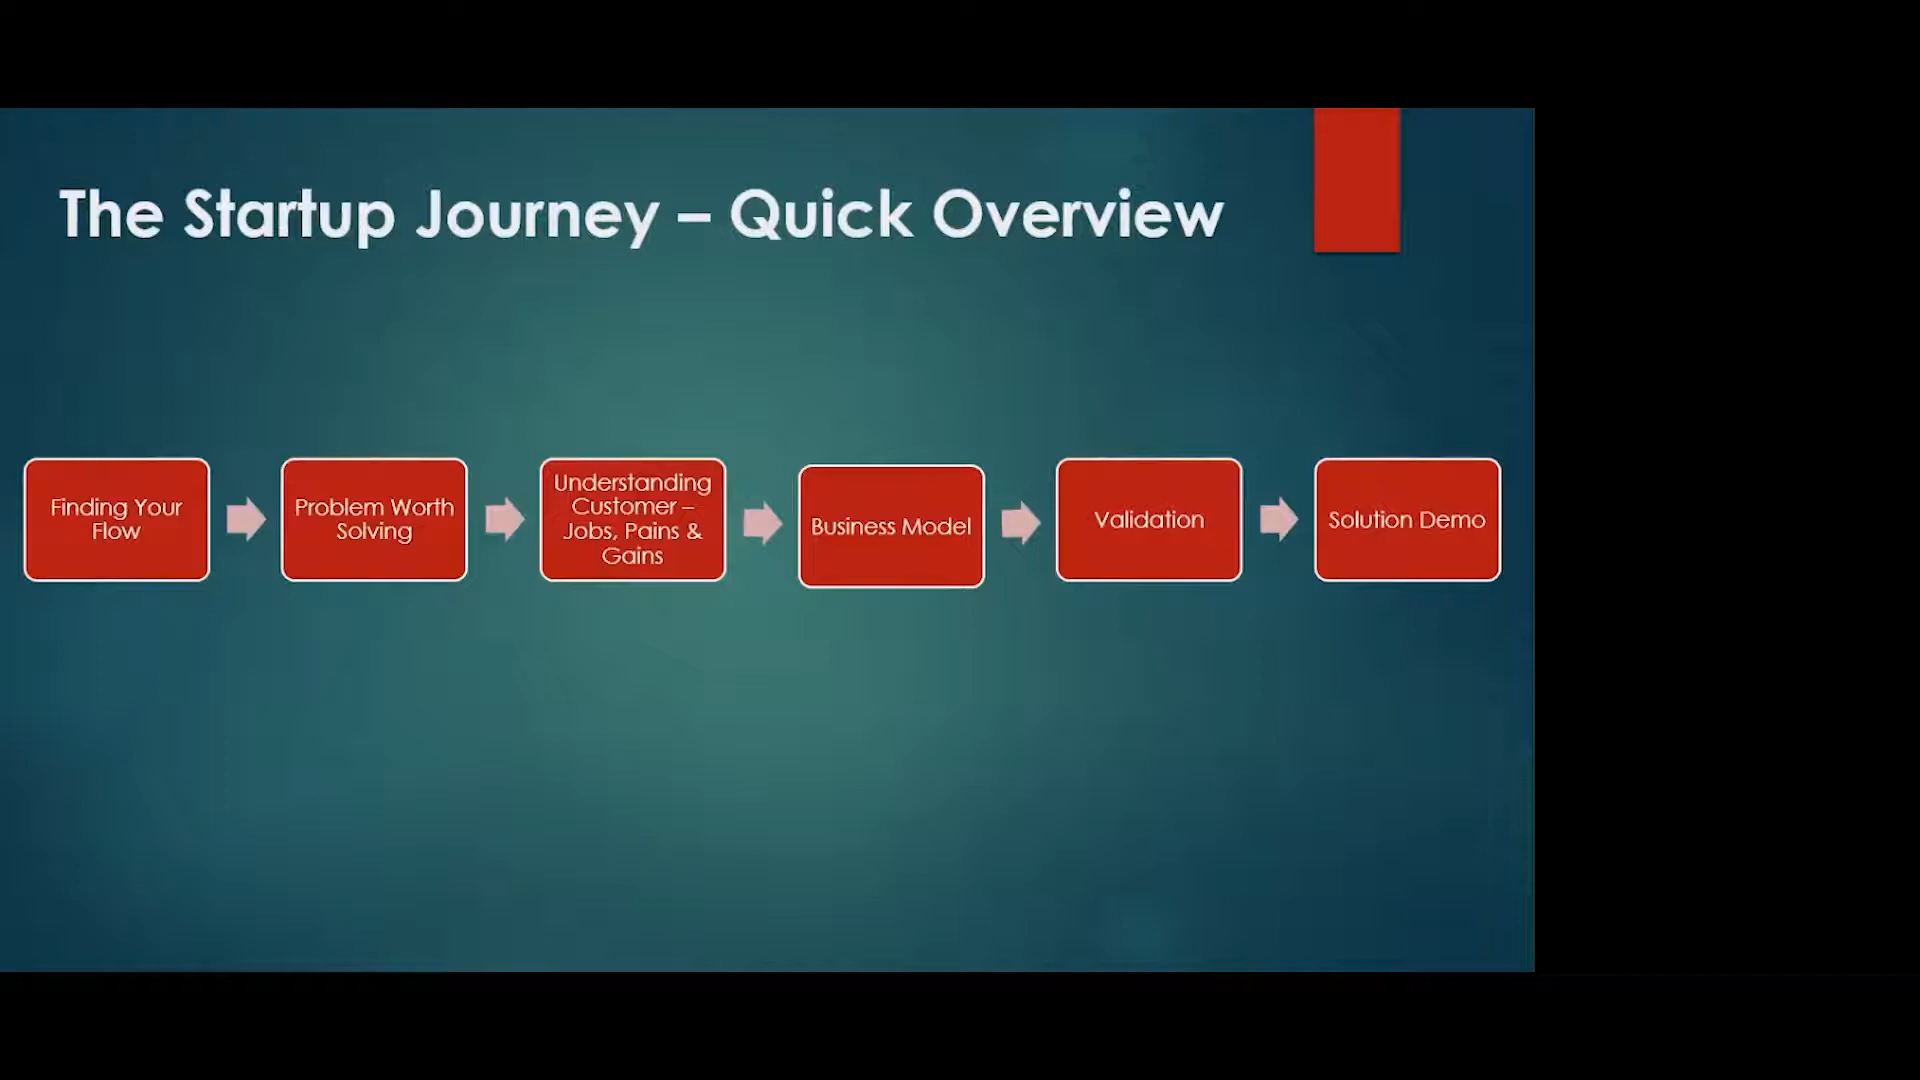 The Startup Journey – Quick Overview
Finding Your
Flow
Problem Worth
Solving
Understanding
Customer –
Jobs, Pains &
Gains
Business Model
Validation
Solution Demo